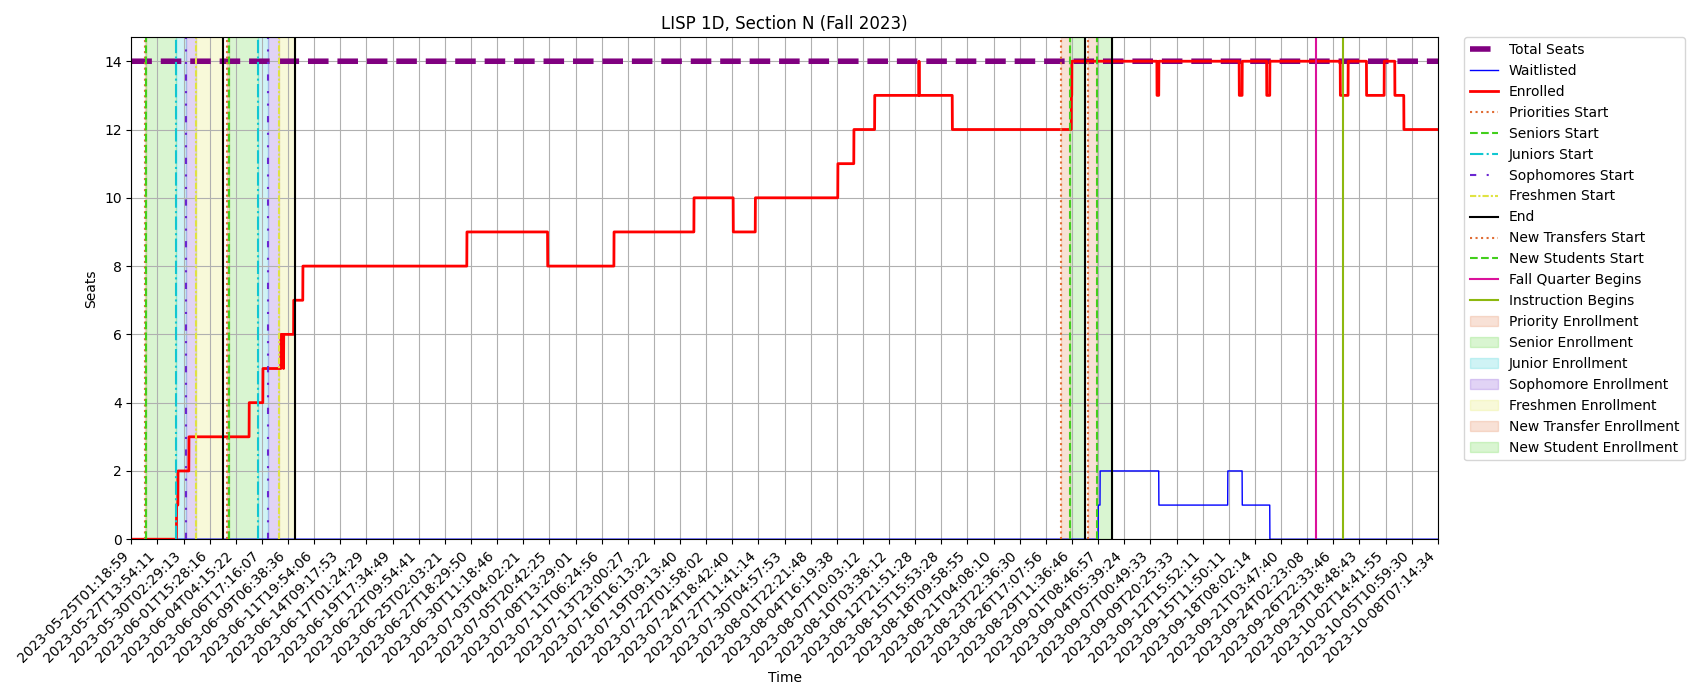 LISP 1D, Section N (Fall 2023)
Seats
14
12
10
8
6
4
2
0
2023-05-25T01:18:59
2023-05-27T13:54:11
2023-05-30T02:29:13
2023-06-01T15:28:16
2023-06-04T04:15:22
2023-06-06T17:16:07
2023-06-09T06:38:36
2023-06-11T19:54:06
2023-06-14T09:17:53
2023-06-17T01:24:29
2023-06-19T17:34:49
2023-06-22T09:54:41
2023-06-25T02:03:21
2023-06-27T18:29:50
2023-06-30T11:18:46
2023-07-03T04:02:21
2023-07-05T20:42:25
2023-07-08T13:29:01
2023-07-11T06:24:56
2023-07-13T23:00:27
2023-07-16T16:13:22
2023-07-19T09:13:40
2023-07-22T01:58:02
2023-07-24T18:42:40
2023-07-27T11:41:14
2023-07-30T04:57:53
2023-08-01T22:21:48
2023-08-04T16:19:38
2023-08-07T10:03:12
2023-08-10T03:38:12
2023-08-12T21:51:28
2023-08-15T15:53:28
2023-08-18T09:58:55
2023-08-21T04:08:10
2023-08-23T22:36:30
2023-08-26T17:07:56
2023-08-29T11:36:46
2023-09-01T08:46:57
2023-09-04T05:39:24
2023-09-07T00:49:33
2023-09-09T20:25:33
2023-09-12T15:52:11
2023-09-15T11:50:11
2023-09-18T08:02:14
2023-09-21T03:47:40
2023-09-24T02:23:08
2023-09-26T22:33:46
2023-09-29T18:48:43
2023-10-02T14:41:55
2023-10-05T10:59:30
2023-10-08T07:14:34
Time
Total Seats
Waitlisted
Enrolled
Priorities Start
Seniors Start
Juniors Start
Sophomores Start
Freshmen Start
End
New Transfers Start
New Students Start
Fall Quarter Begins
Instruction Begins
Priority Enrollment
Senior Enrollment
Junior Enrollment
Sophomore Enrollment
Freshmen Enrollment
New Transfer Enrollment
New Student Enrollment